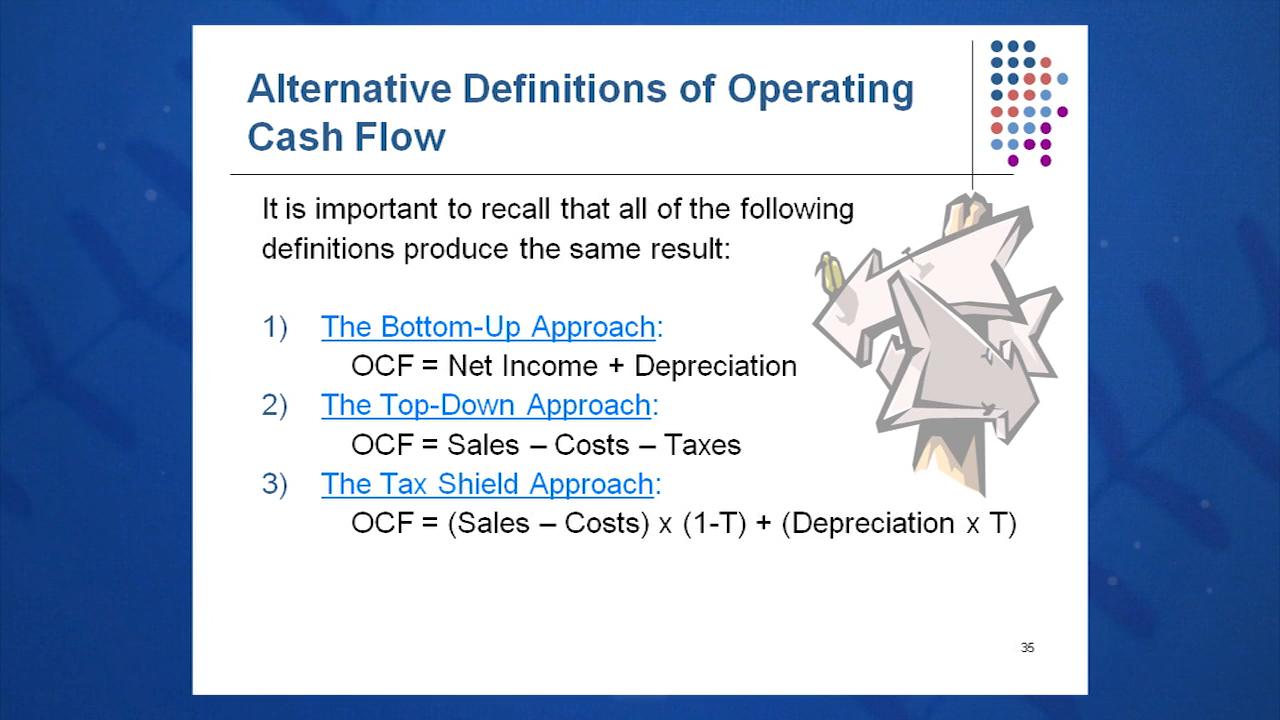 Alternative Definitions of Operating
Cash Flow
It is important to recall that all of the following
definitions produce the same result:
1) The Bottom-Up Approach:
OCF = Net Income + Depreciation
2) The Top-Down Approach:
OCF = Sales – Costs – Taxes
3) The Tax Shield Approach:
OCF = (Sales – Costs) x (1-T) + (Depreciation x T)
35